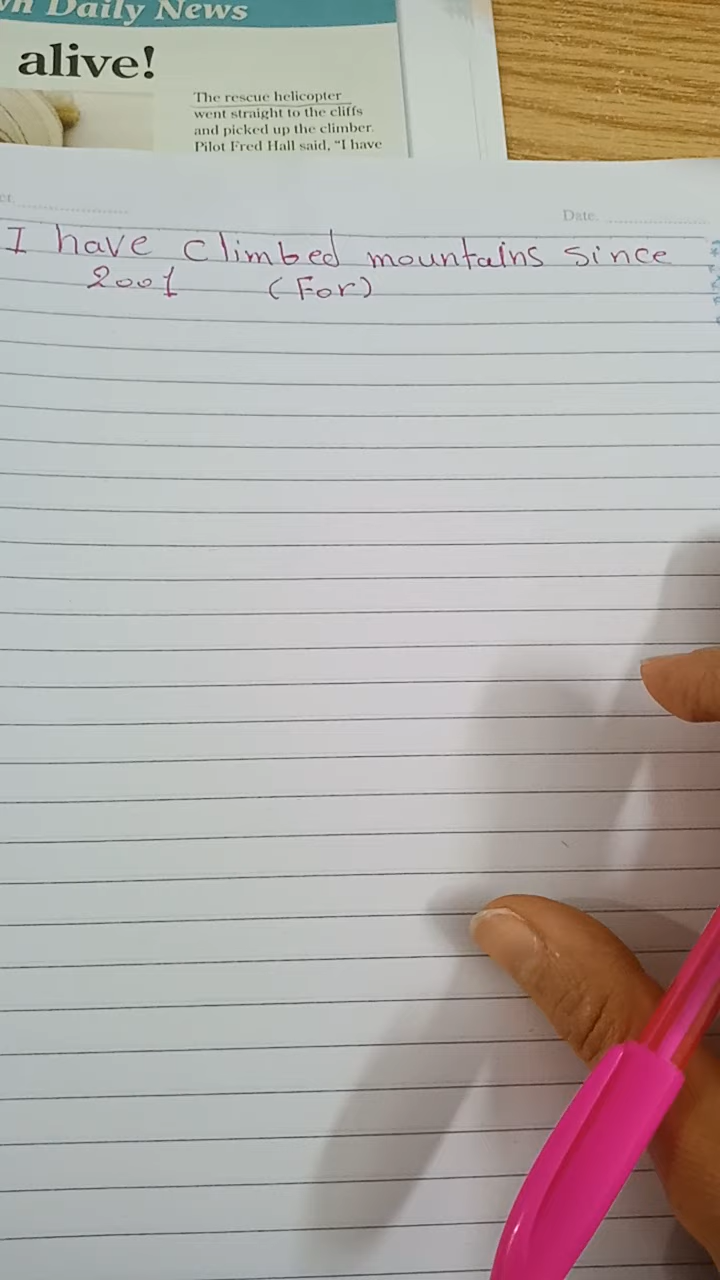 Daily News
alive!
The rescue helicopter
went straight to the cliffs
and picked up the climber.
Pilot Fred Hall said, "I have
Date.
I have climbed mountains since
2001 (For)